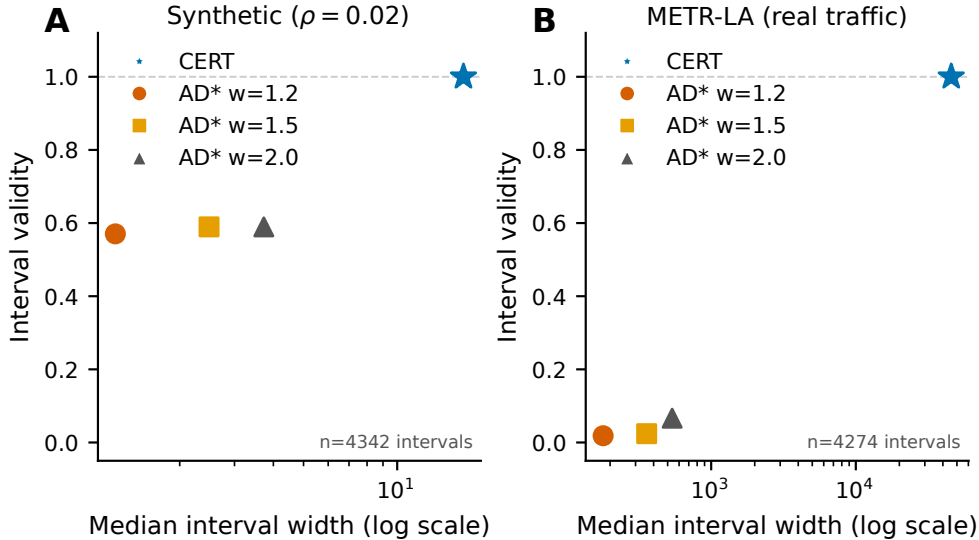 A
Synthetic (ρ = 0.02)
CERT
AD* w=1.2
AD* w=1.5
AD* w=2.0
1.0
0.8
0.6
0.4
0.2
0.0
Interval validity
n=4342 intervals
10¹
Median interval width (log scale)
B
METR-LA (real traffic)
CERT
AD* w=1.2
AD* w=1.5
AD* w=2.0
1.0
0.8
0.6
0.4
0.2
0.0
Interval validity
n=4274 intervals
10³
10⁴
Median interval width (log scale)